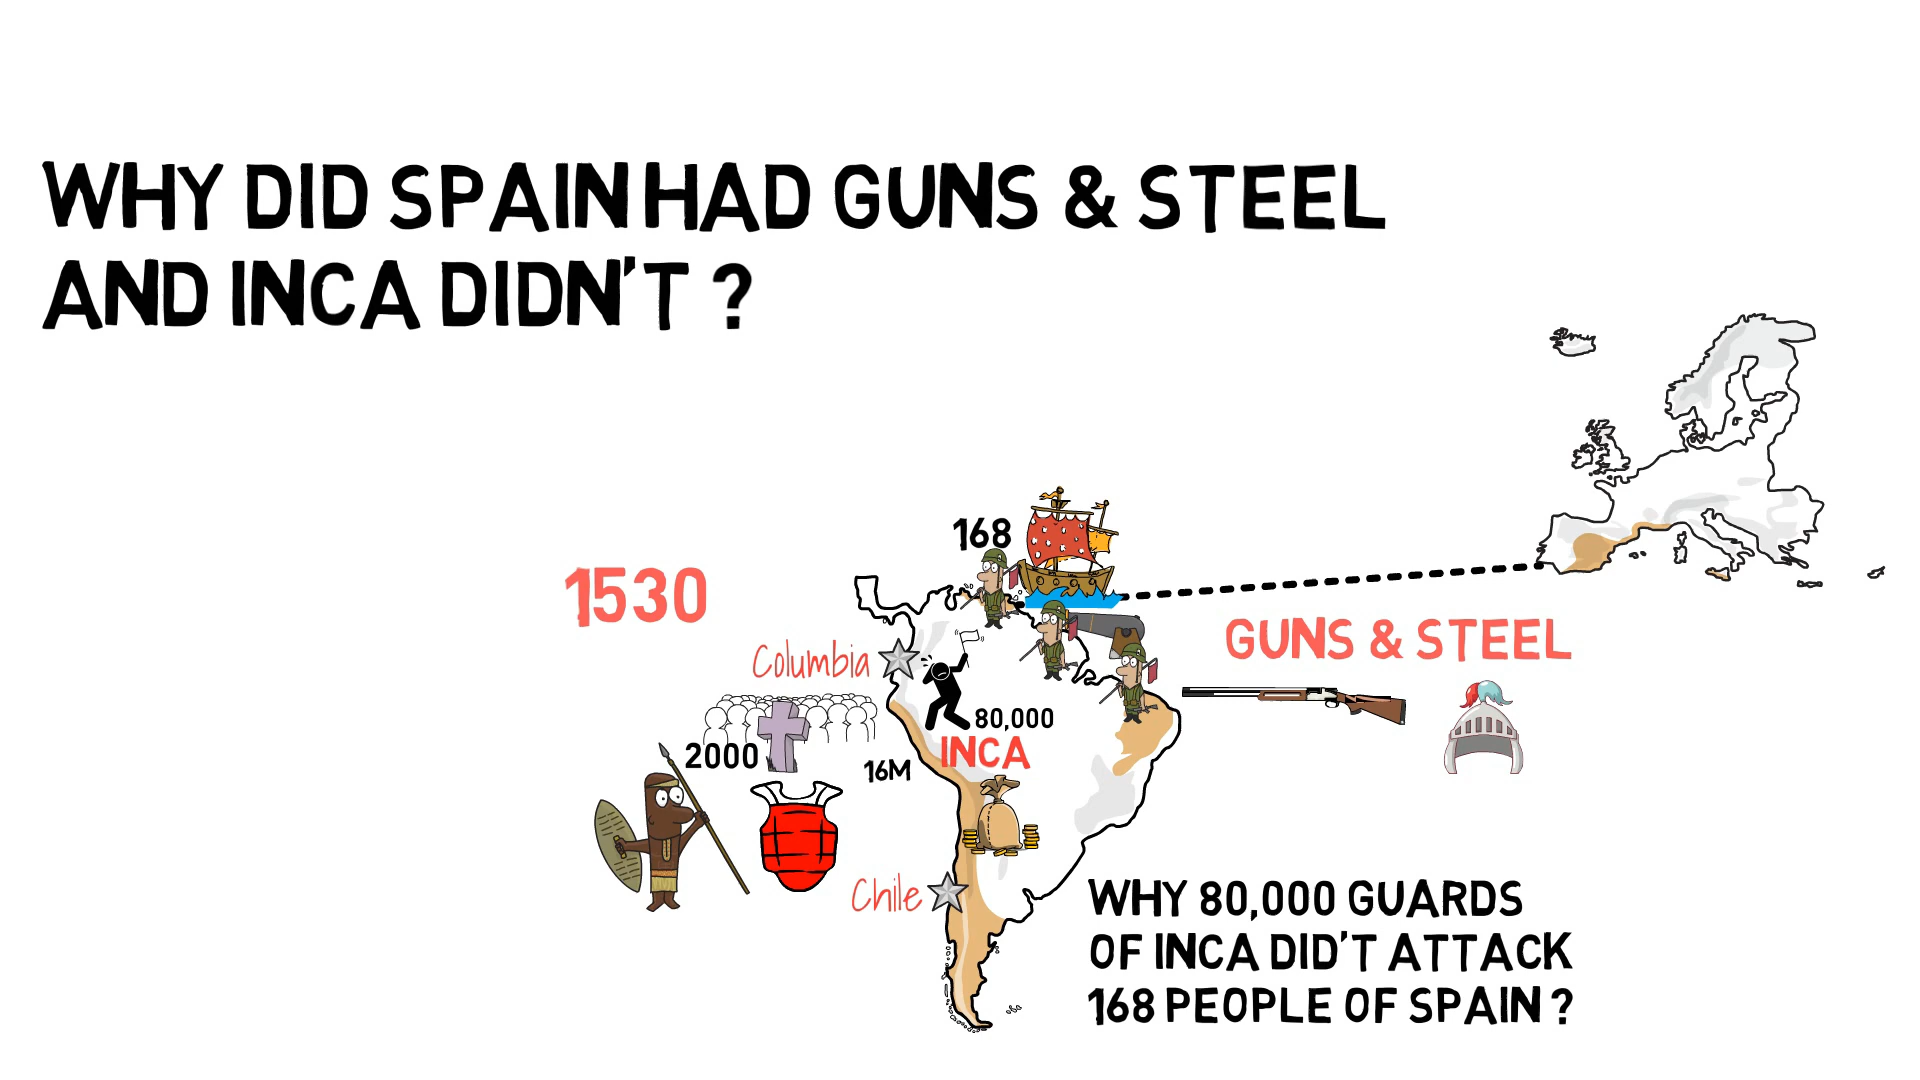 WHY DID SPAIN HAD GUNS & STEEL
AND INCA DIDN'T ?
168
1530
GUNS & STEEL
Columbia
80,000
INCA
2000
16M
Chile
WHY 80,000 GUARDS
OF INCA DID'T ATTACK
168 PEOPLE OF SPAIN ?